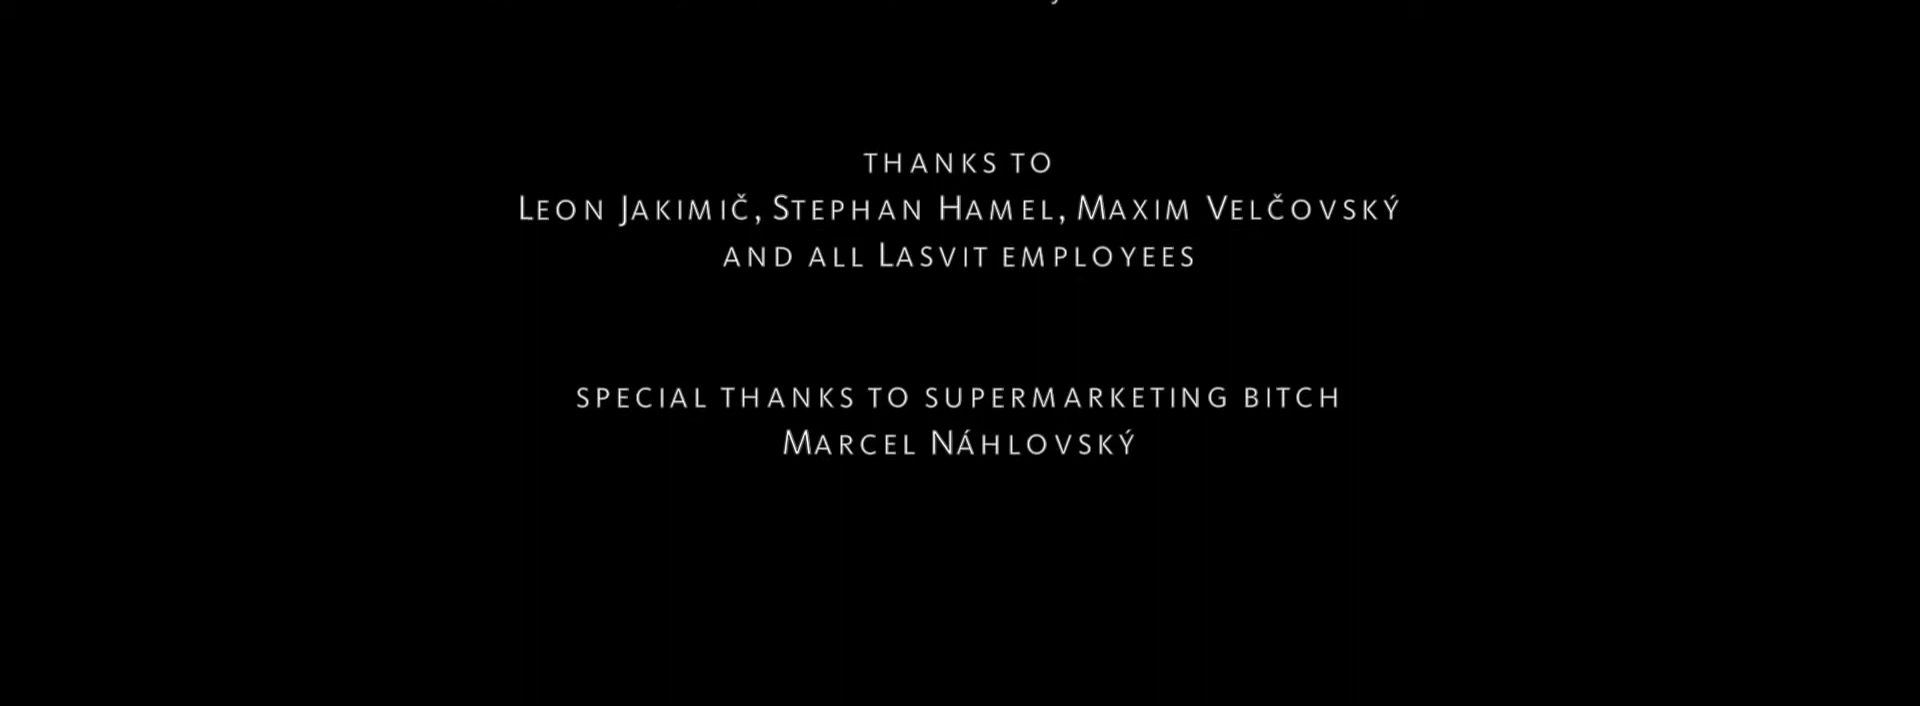 THANKS TO
LEON JAKIMIČ, STEPHAN HAMEL, MAXIM VELČOVSKÝ
AND ALL LASVIT EMPLOYEES
SPECIAL THANKS TO SUPERMARKETING BITCH
MARCEL NÁHLOVSKÝ